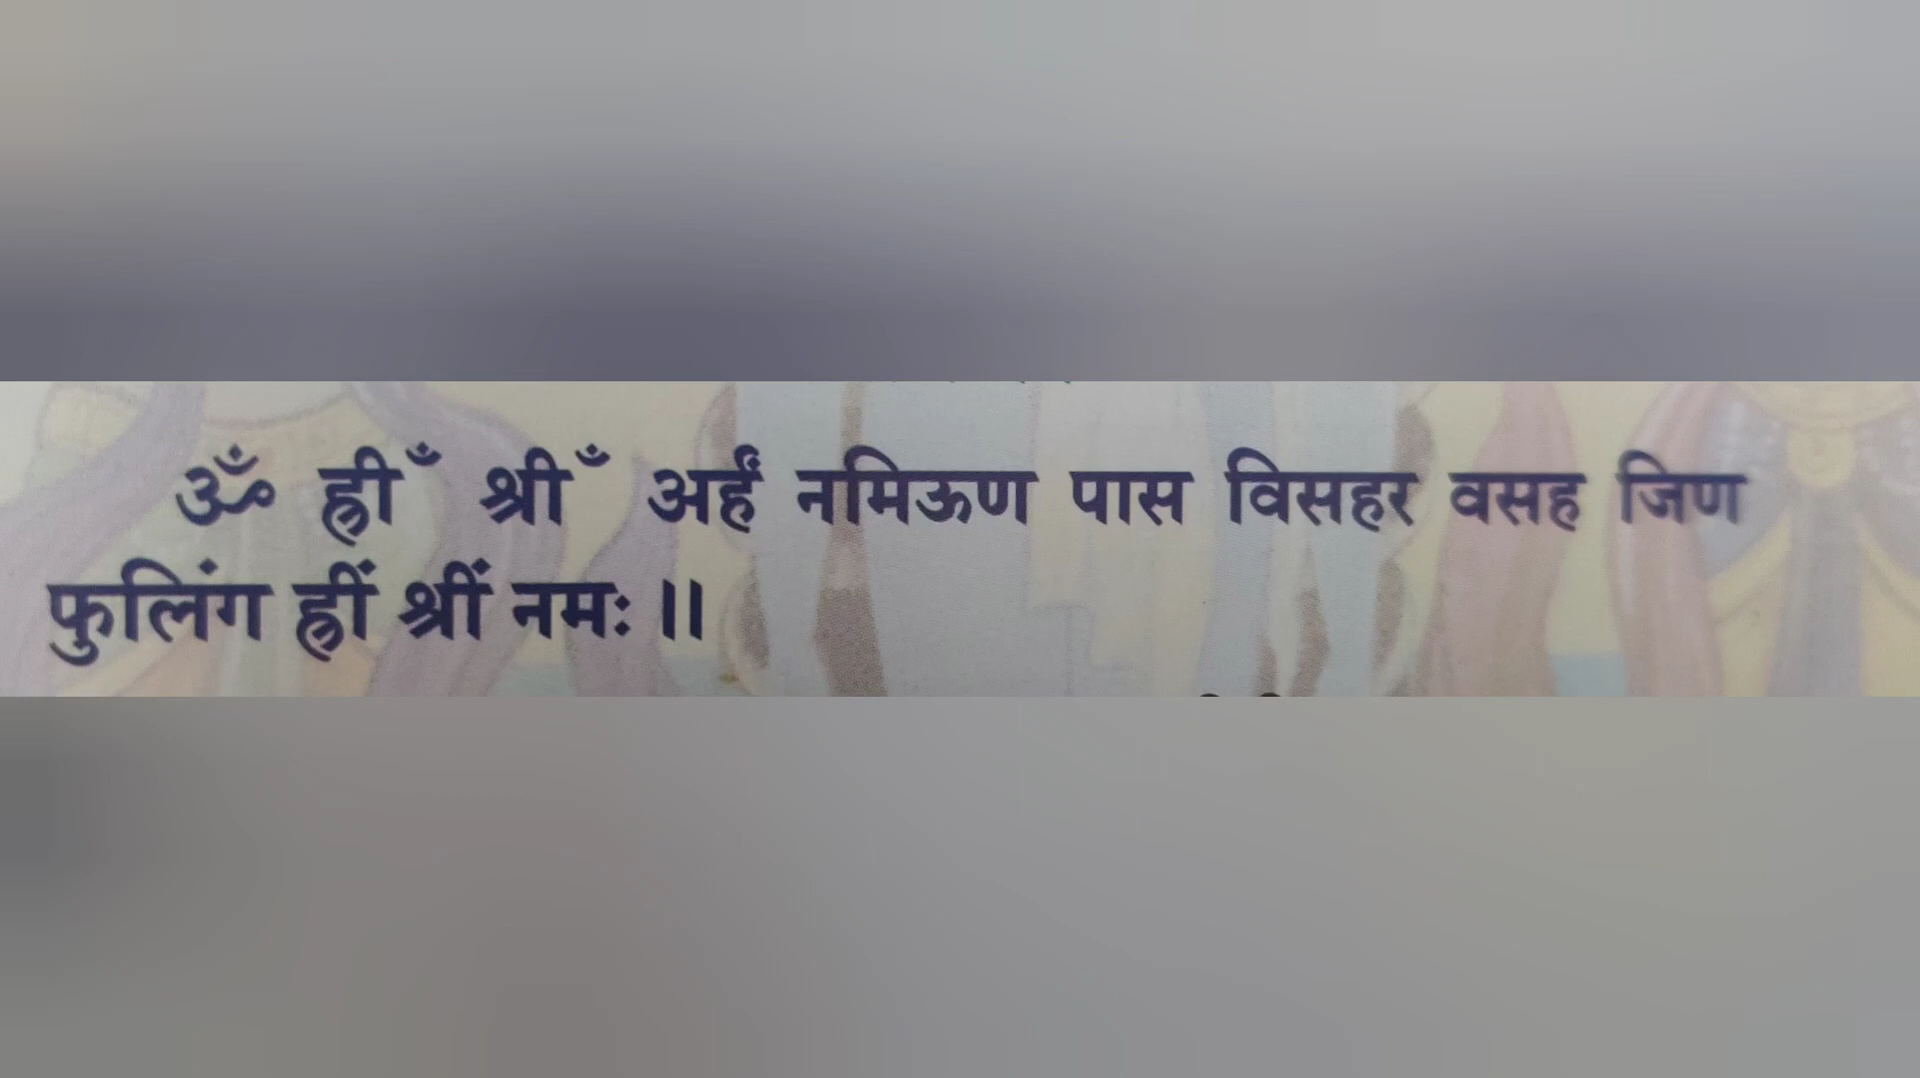 ॐ ह्रीँ श्रीँ अर्हं नमिऊण पास विसहर वसह जिण
फुलिंग ह्रीं श्रीं नमः ॥